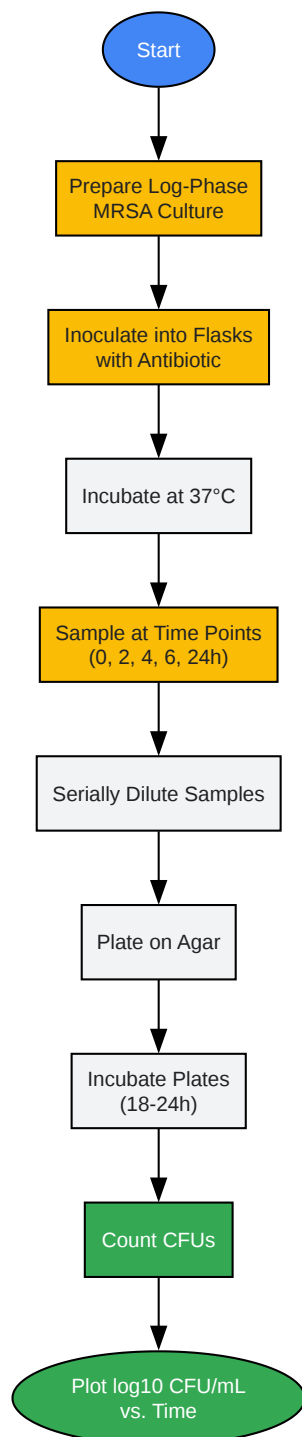 Start
Prepare Log-Phase
MRSA Culture
Inoculate into Flasks
with Antibiotic
Incubate at 37°C
Sample at Time Points
(0, 2, 4, 6, 24h)
Serially Dilute Samples
Plate on Agar
Incubate Plates
(18-24h)
Count CFUs
Plot log10 CFU/mL
vs. Time